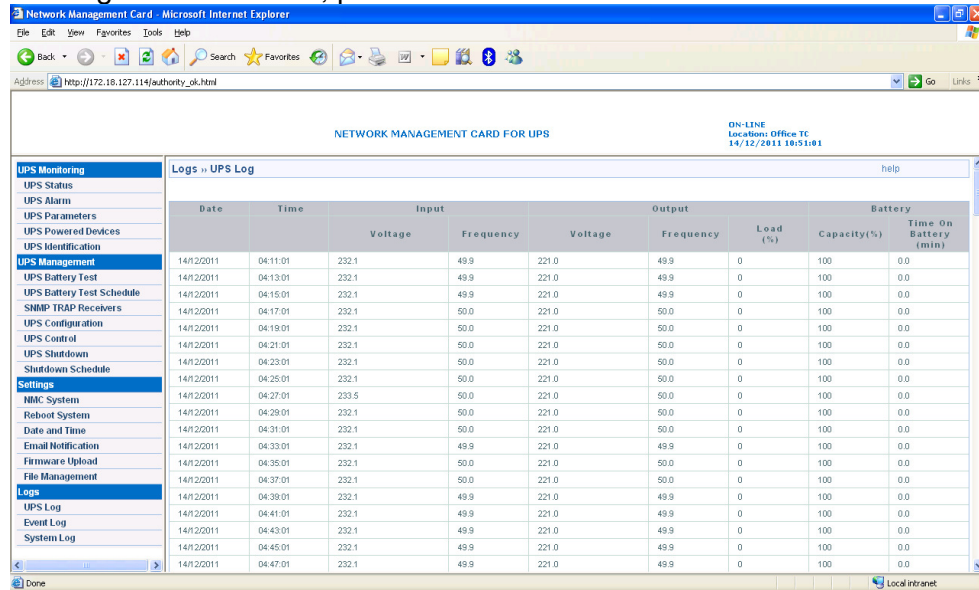 Network Management Card - Microsoft Internet Explorer
File Edit View Favorites Tools Help
Back Search Favorites
Address http://172.18.127.114/authority_ok.html Go Links
NETWORK MANAGEMENT CARD FOR UPS
ON-LINE
Location: Office TC
14/12/2011 10:51:01
UPS Monitoring
UPS Status
UPS Alarm
UPS Parameters
UPS Powered Devices
UPS Identification
UPS Management
UPS Battery Test
UPS Battery Test Schedule
SNMP TRAP Receivers
UPS Configuration
UPS Control
UPS Shutdown
Shutdown Schedule
Settings
NMC System
Reboot System
Date and Time
Email Notification
Firmware Upload
File Management
Logs
UPS Log
Event Log
System Log
Logs » UPS Log help
Date Time Input Output Battery
Voltage Frequency Voltage Frequency Load (%) Capacity(%) Time On Battery (min)
14/12/2011 04:11:01 232.1 49.9 221.0 49.9 0 100 0.0
14/12/2011 04:13:01 232.1 49.9 221.0 49.9 0 100 0.0
14/12/2011 04:15:01 232.1 49.9 221.0 49.9 0 100 0.0
14/12/2011 04:17:01 232.1 50.0 221.0 50.0 0 100 0.0
14/12/2011 04:19:01 232.1 50.0 221.0 50.0 0 100 0.0
14/12/2011 04:21:01 232.1 50.0 221.0 50.0 0 100 0.0
14/12/2011 04:23:01 232.1 50.0 221.0 50.0 0 100 0.0
14/12/2011 04:25:01 232.1 50.0 221.0 50.0 0 100 0.0
14/12/2011 04:27:01 233.5 50.0 221.0 50.0 0 100 0.0
14/12/2011 04:29:01 232.1 50.0 221.0 50.0 0 100 0.0
14/12/2011 04:31:01 232.1 50.0 221.0 50.0 0 100 0.0
14/12/2011 04:33:01 232.1 49.9 221.0 49.9 0 100 0.0
14/12/2011 04:35:01 232.1 50.0 221.0 50.0 0 100 0.0
14/12/2011 04:37:01 232.1 50.0 221.0 50.0 0 100 0.0
14/12/2011 04:39:01 232.1 49.9 221.0 49.9 0 100 0.0
14/12/2011 04:41:01 232.1 49.9 221.0 49.9 0 100 0.0
14/12/2011 04:43:01 232.1 49.9 221.0 49.9 0 100 0.0
14/12/2011 04:45:01 232.1 49.9 221.0 49.9 0 100 0.0
14/12/2011 04:47:01 232.1 49.9 221.0 49.9 0 100 0.0
Done Local intranet